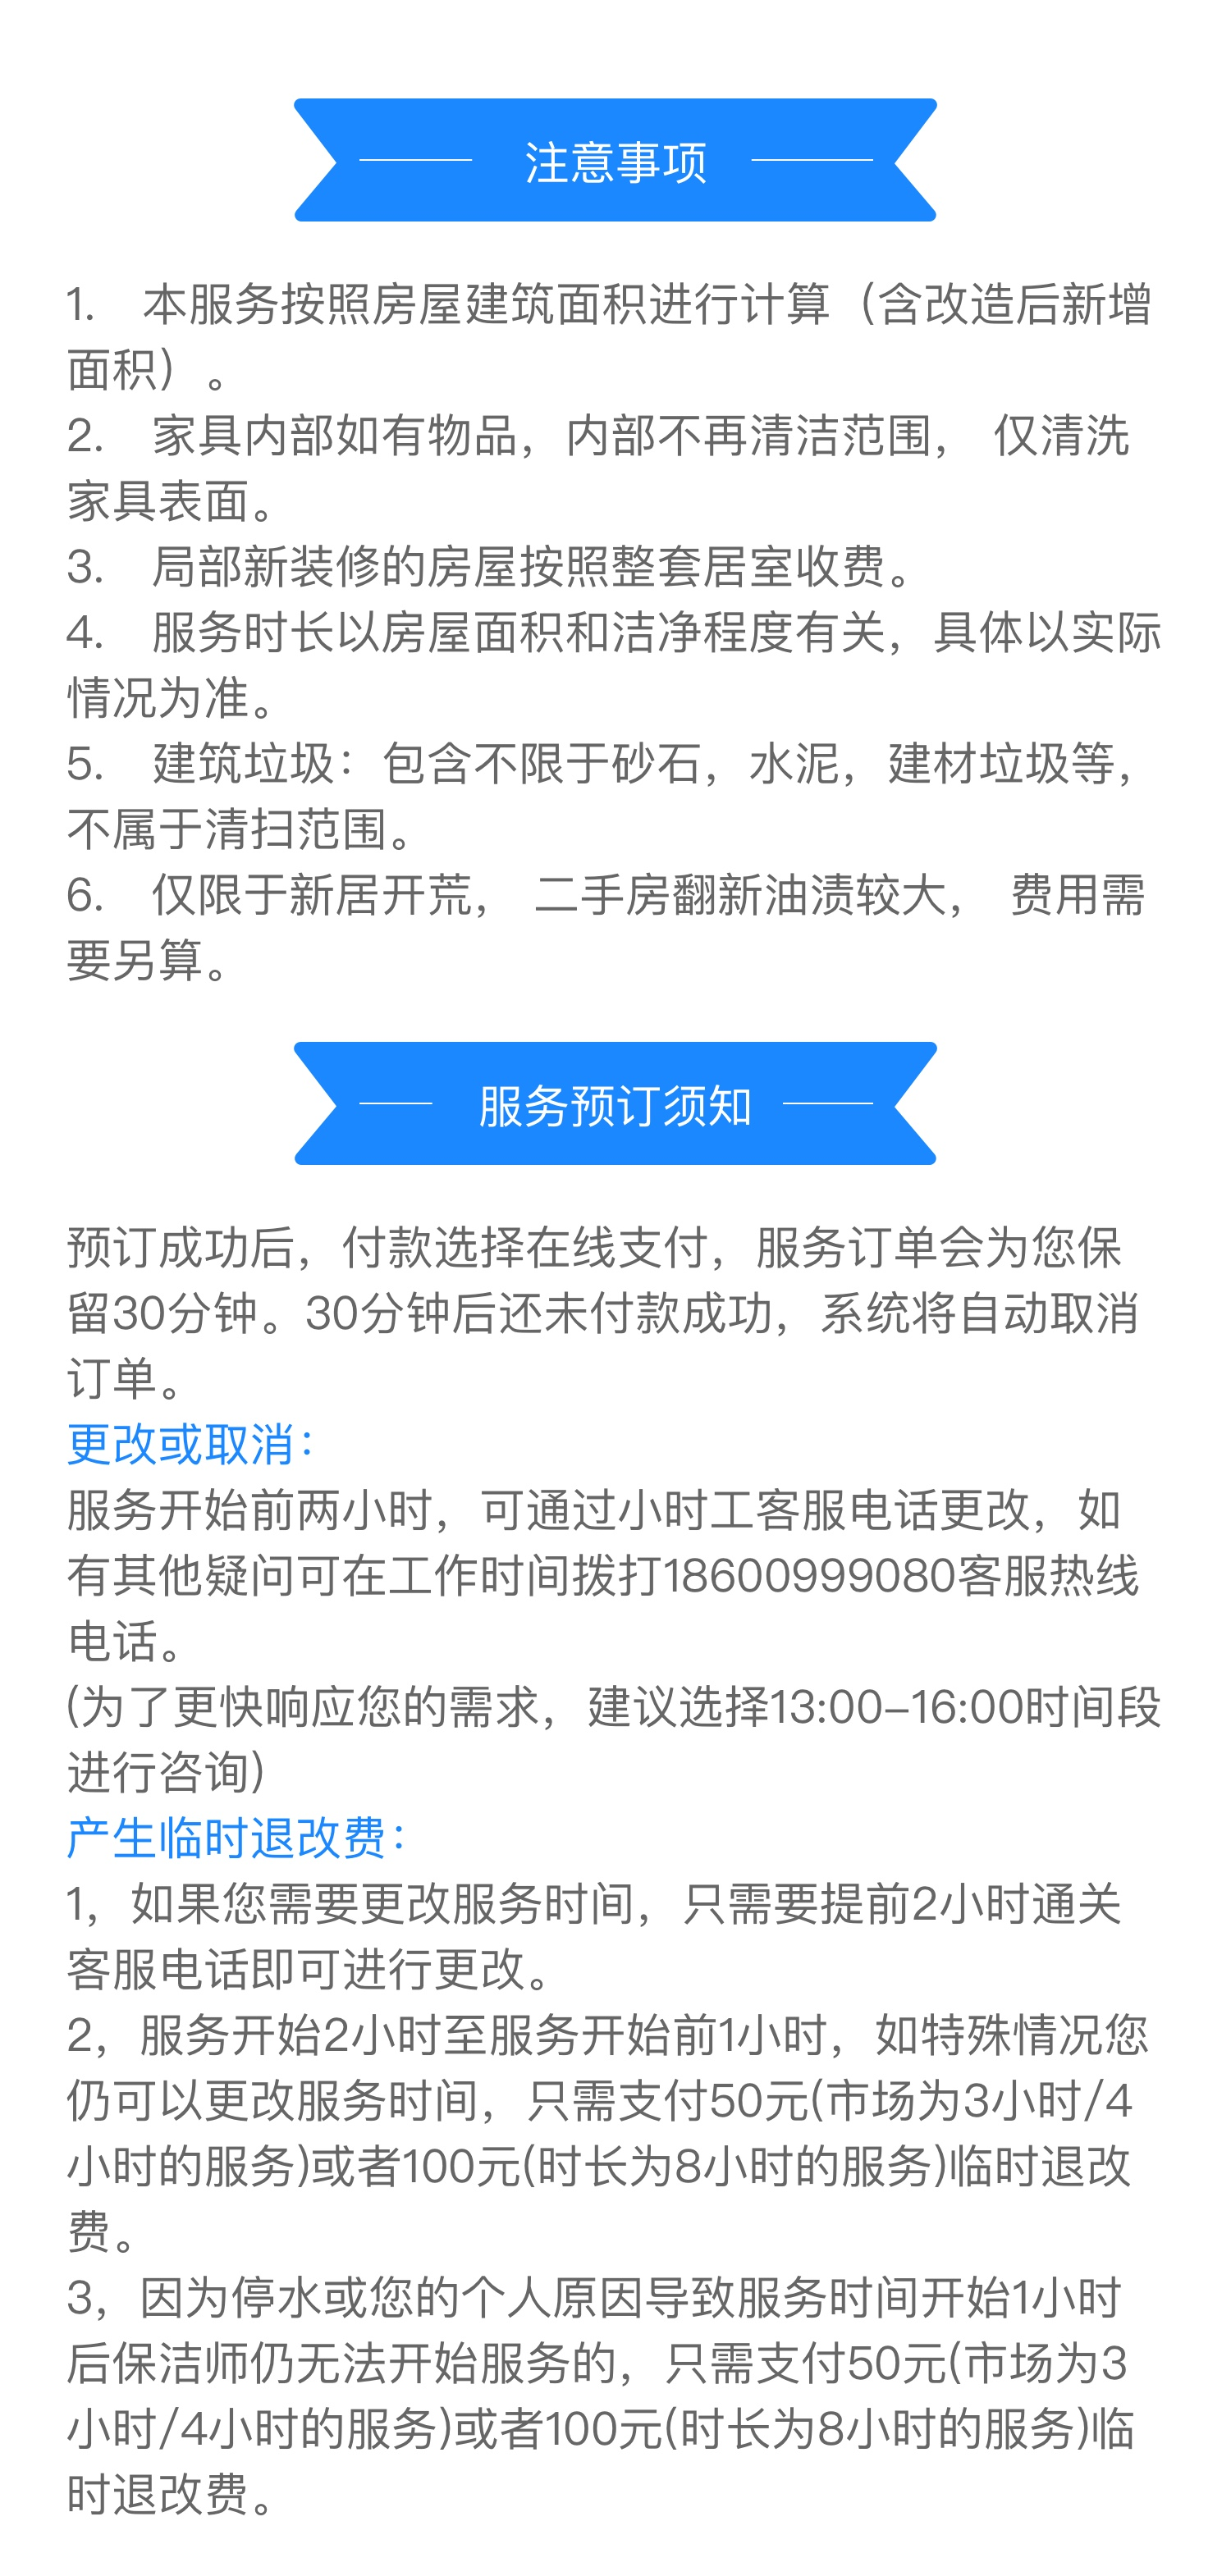 注意事项
1. 本服务按照房屋建筑面积进行计算（含改造后新增
面积）。
2. 家具内部如有物品，内部不再清洁范围， 仅清洗
家具表面。
3. 局部新装修的房屋按照整套居室收费。
4. 服务时长以房屋面积和洁净程度有关，具体以实际
情况为准。
5. 建筑垃圾：包含不限于砂石，水泥，建材垃圾等，
不属于清扫范围。
6. 仅限于新居开荒， 二手房翻新油渍较大， 费用需
要另算。
服务预订须知
预订成功后，付款选择在线支付，服务订单会为您保
留30分钟。30分钟后还未付款成功，系统将自动取消
订单。
更改或取消：
服务开始前两小时，可通过小时工客服电话更改，如
有其他疑问可在工作时间拨打18600999080客服热线
电话。
(为了更快响应您的需求，建议选择13:00-16:00时间段
进行咨询)
产生临时退改费：
1，如果您需要更改服务时间，只需要提前2小时通关
客服电话即可进行更改。
2，服务开始2小时至服务开始前1小时，如特殊情况您
仍可以更改服务时间，只需支付50元(市场为3小时/4
小时的服务)或者100元(时长为8小时的服务)临时退改
费。
3，因为停水或您的个人原因导致服务时间开始1小时
后保洁师仍无法开始服务的，只需支付50元(市场为3
小时/4小时的服务)或者100元(时长为8小时的服务)临
时退改费。